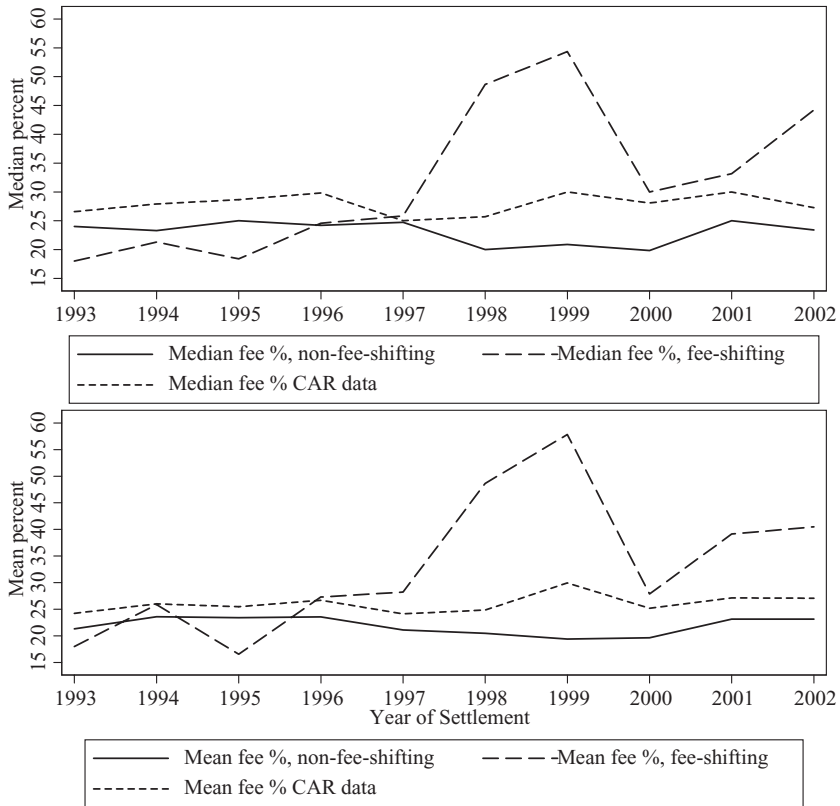 Median percent
60
55
50
45
40
35
30
25
20
15
1993 1994 1995 1996 1997 1998 1999 2000 2001 2002
Median fee %, non-fee-shifting Median fee %, fee-shifting
Median fee % CAR data
Mean percent
60
55
50
45
40
35
30
25
20
15
1993 1994 1995 1996 1997 1998 1999 2000 2001 2002
Year of Settlement
Mean fee %, non-fee-shifting Mean fee %, fee-shifting
Mean fee % CAR data